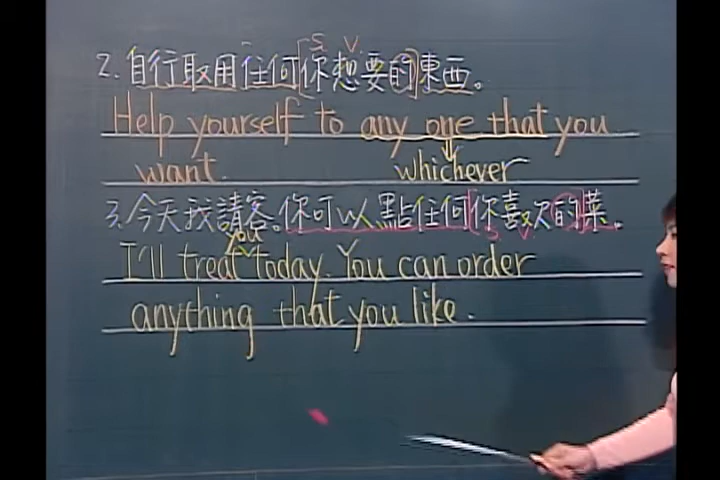 S V.
2. 自行取用任何你想要的東西。
Help yourself to any one that you
want. whichever
3. 今天我請客。你可以點任何你喜歡的菜。
you S V.
I'll treat today. You can order
anything that you like.